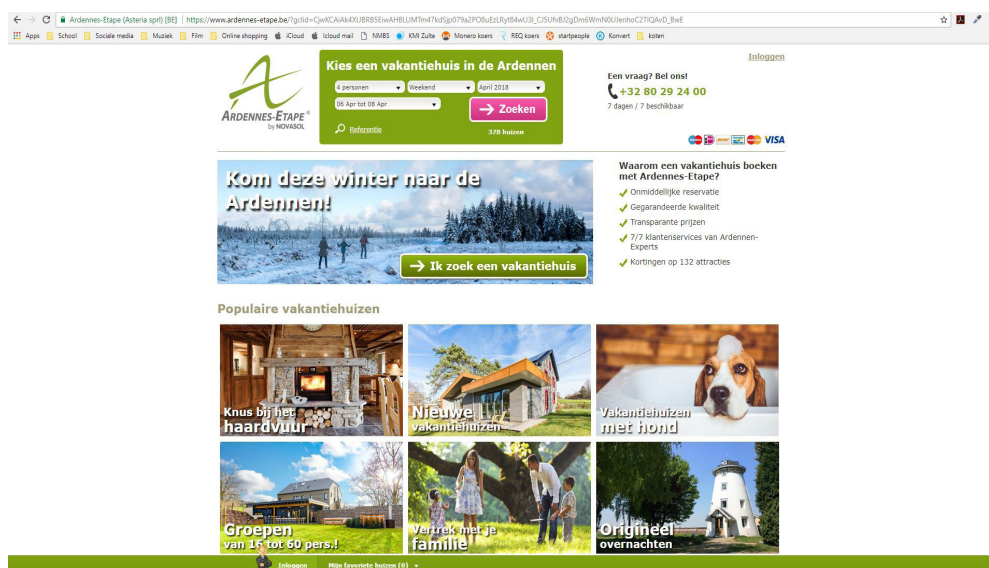 Ardennes-Etape (Asteria sprl) [BE] | https://www.ardennes-etape.be/?gclid=
Apps School Sociale media Muziek Film Online shopping iCloud Icloud mail NMBS KMI Zulte Monero koers REQ koers startpeople Konvert koten
Inloggen
ARDENNES-ETAPE®
by NOVASOL
Kies een vakantiehuis in de Ardennen
4 personen Weekend April 2018
06 Apr tot 08 Apr
Zoeken
Referentie
378 huizen
Een vraag? Bel ons!
+32 80 29 24 00
7 dagen / 7 beschikbaar
VISA
Kom deze winter naar de
Ardennen!
Ik zoek een vakantiehuis
Waarom een vakantiehuis boeken
met Ardennes-Etape?
Onmiddellijke reservatie
Gegarandeerde kwaliteit
Transparante prijzen
7/7 klantenservices van Ardennen-
Experts
Kortingen op 132 attracties
Populaire vakantiehuizen
Knus bij het
haardvuur
Nieuwe
vakantiehuizen
Vakantiehuizen
met hond
Groepen
van 16 tot 60 pers.!
Vertrek met je
familie
Origineel
overnachten
Inloggen Mijn favoriete huizen (0)